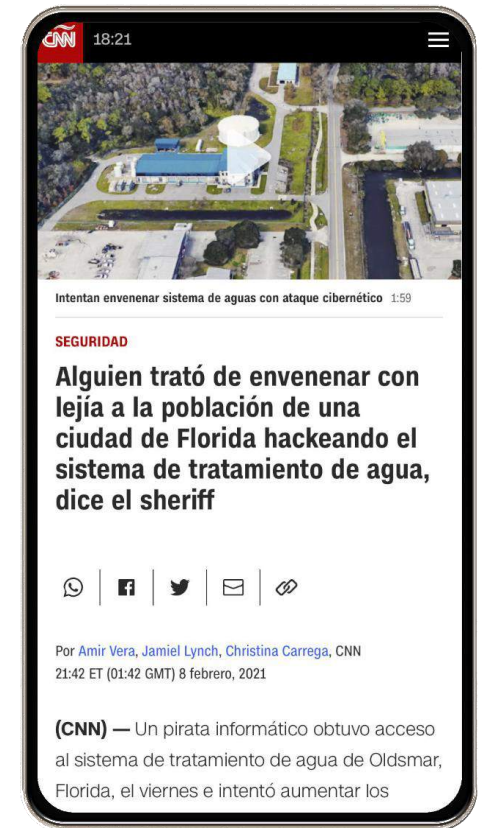 CNN 18:21
Intentan envenenar sistema de aguas con ataque cibernético 1:59
SEGURIDAD
Alguien trató de envenenar con
lejía a la población de una
ciudad de Florida hackeando el
sistema de tratamiento de agua,
dice el sheriff
Por Amir Vera, Jamiel Lynch, Christina Carrega, CNN
21:42 ET (01:42 GMT) 8 febrero, 2021
(CNN) — Un pirata informático obtuvo acceso
al sistema de tratamiento de agua de Oldsmar,
Florida, el viernes e intentó aumentar los